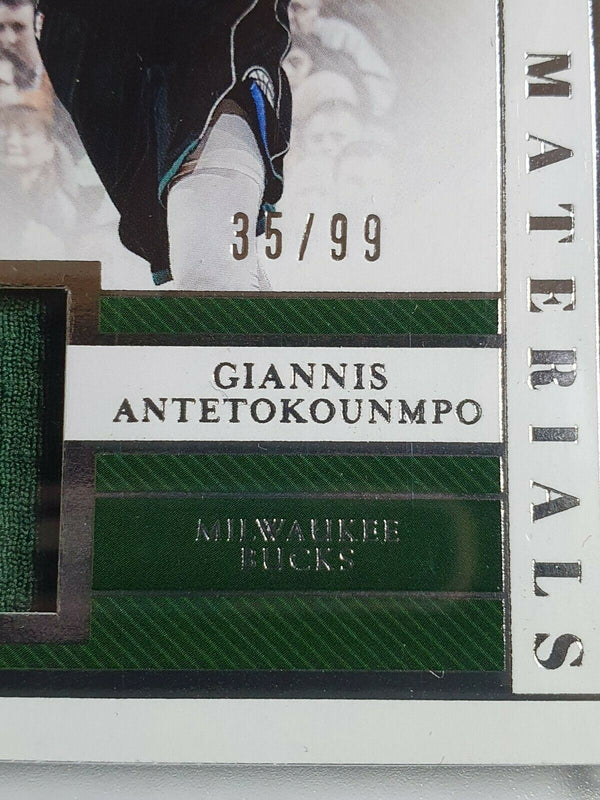 35/99
GIANNIS
ANTETOKOUNMPO
MILWAUKEE
BUCKS
MATERIALS